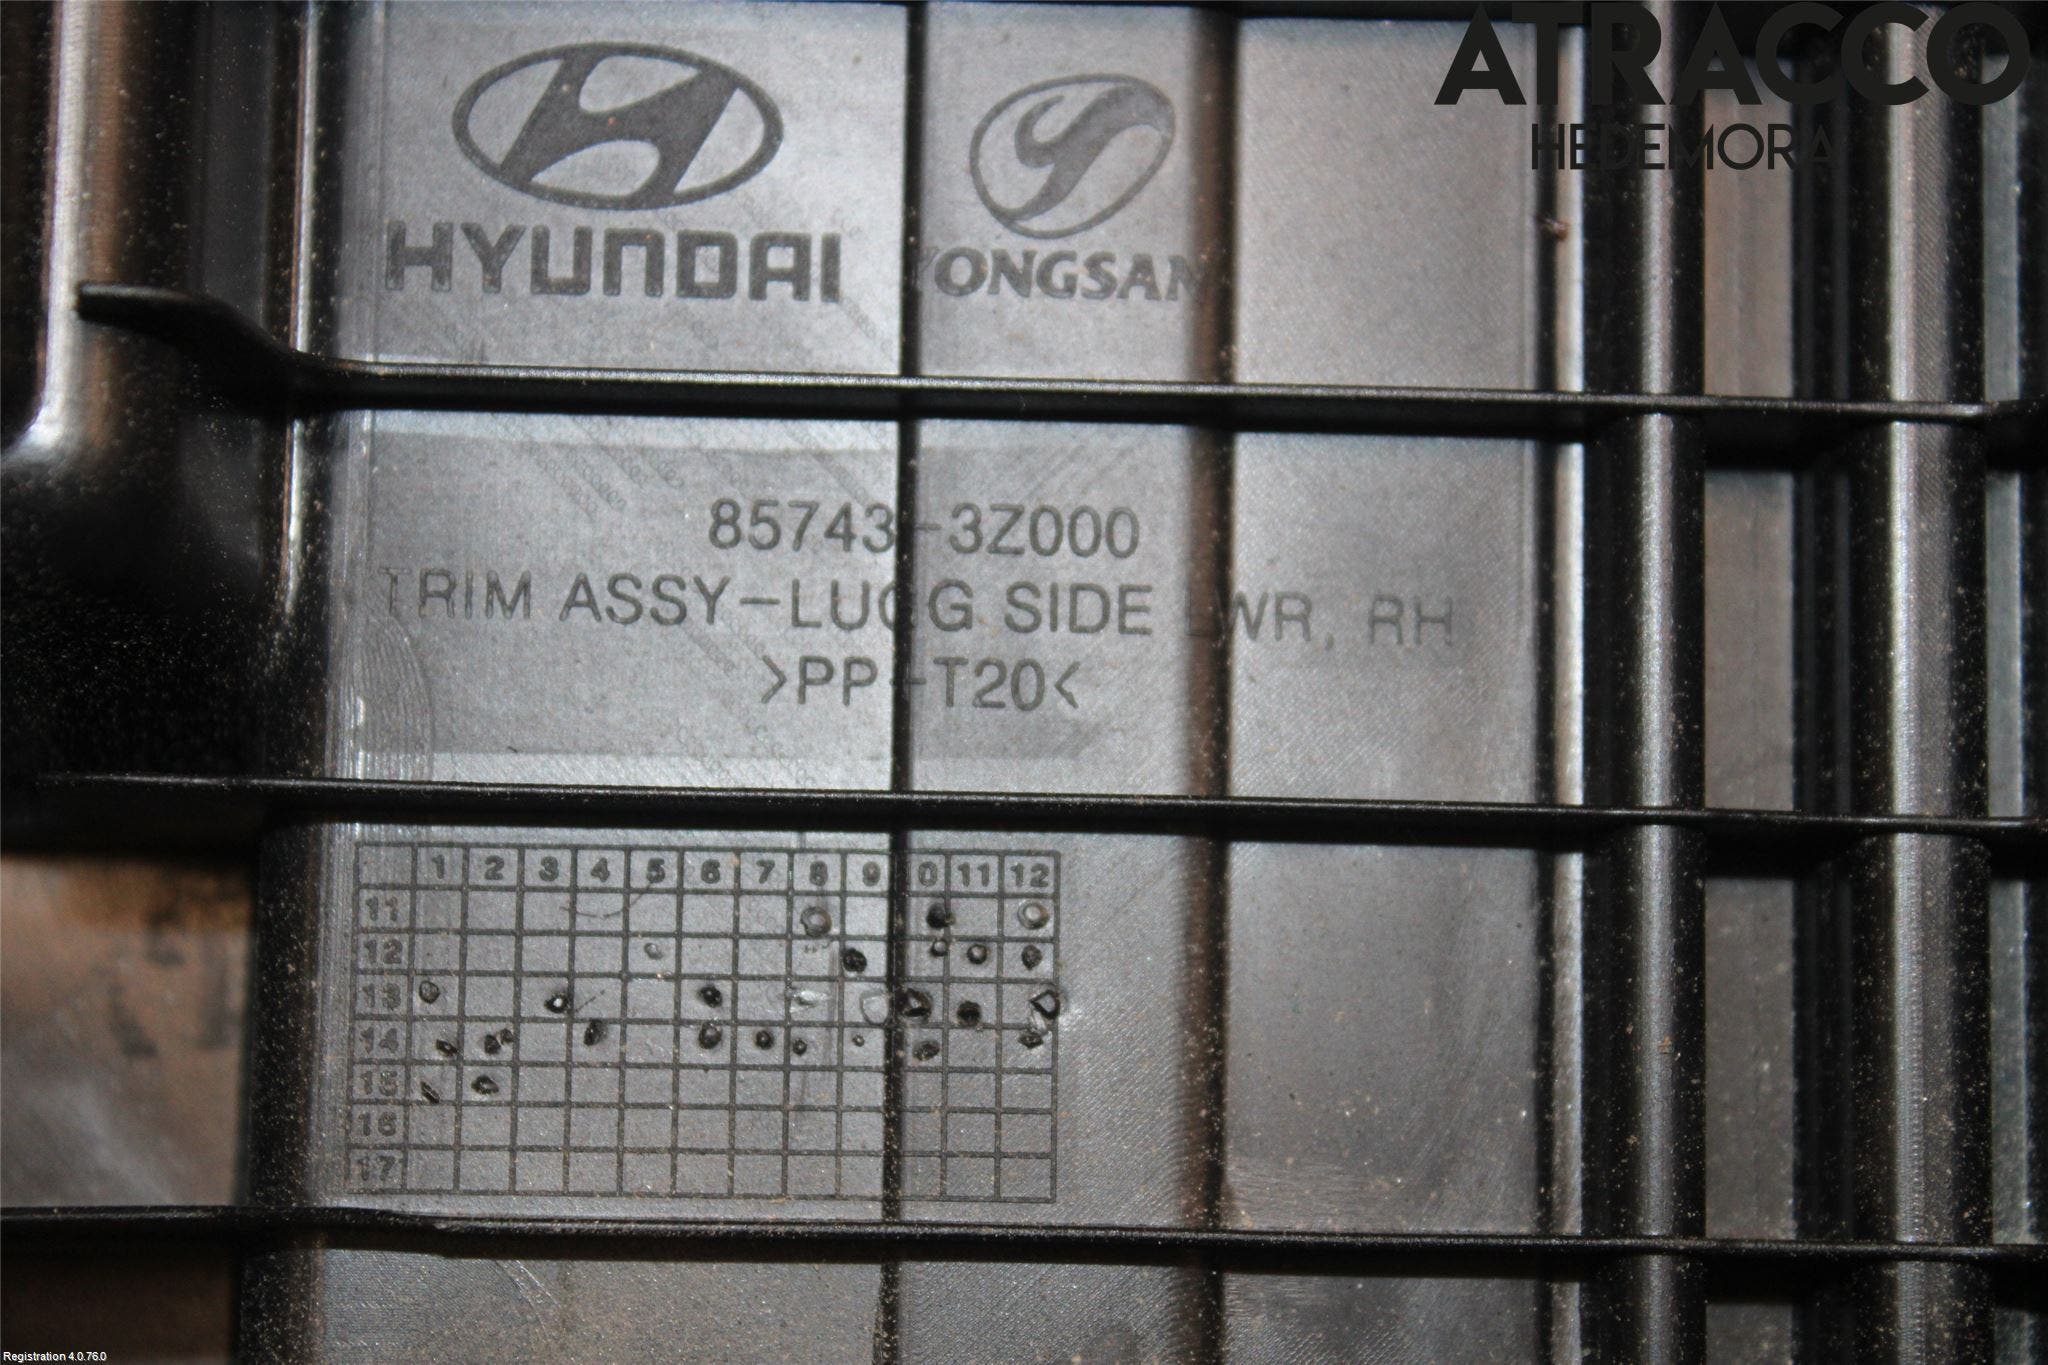 ATRACCO
HEDEMORA
HYUNDAI
YONGSAN
85743-3Z000
TRIM ASSY-LUGG SIDE LWR, RH
>PP-T20<
1 2 3 4 5 6 7 8 9 10 11 12
11
12
13
14
15
16
17
Registration 4.0.76.0